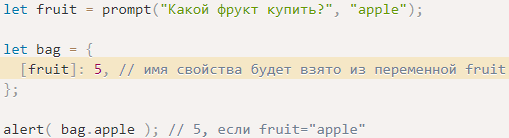 let fruit = prompt("Какой фрукт купить?", "apple");
let bag = {
[fruit]: 5, // имя свойства будет взято из переменной fruit
};
alert( bag.apple ); // 5, если fruit="apple"